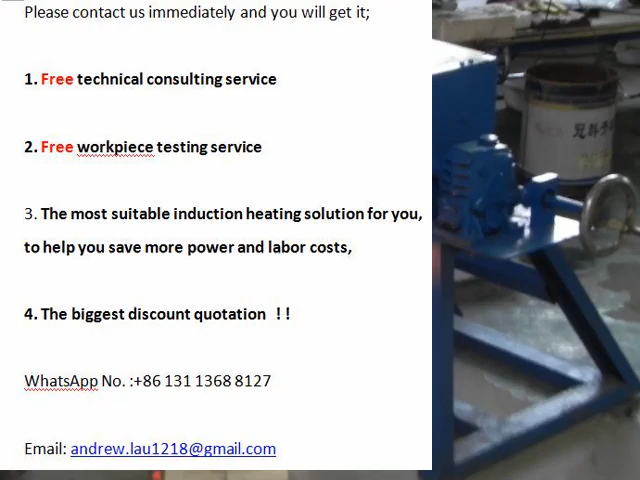 Please contact us immediately and you will get it;
1. Free technical consulting service
2. Free workpiece testing service
3. The most suitable induction heating solution for you,
to help you save more power and labor costs,
4. The biggest discount quotation !!
WhatsApp No. :+86 131 1368 8127
Email: andrew.lau1218@gmail.com